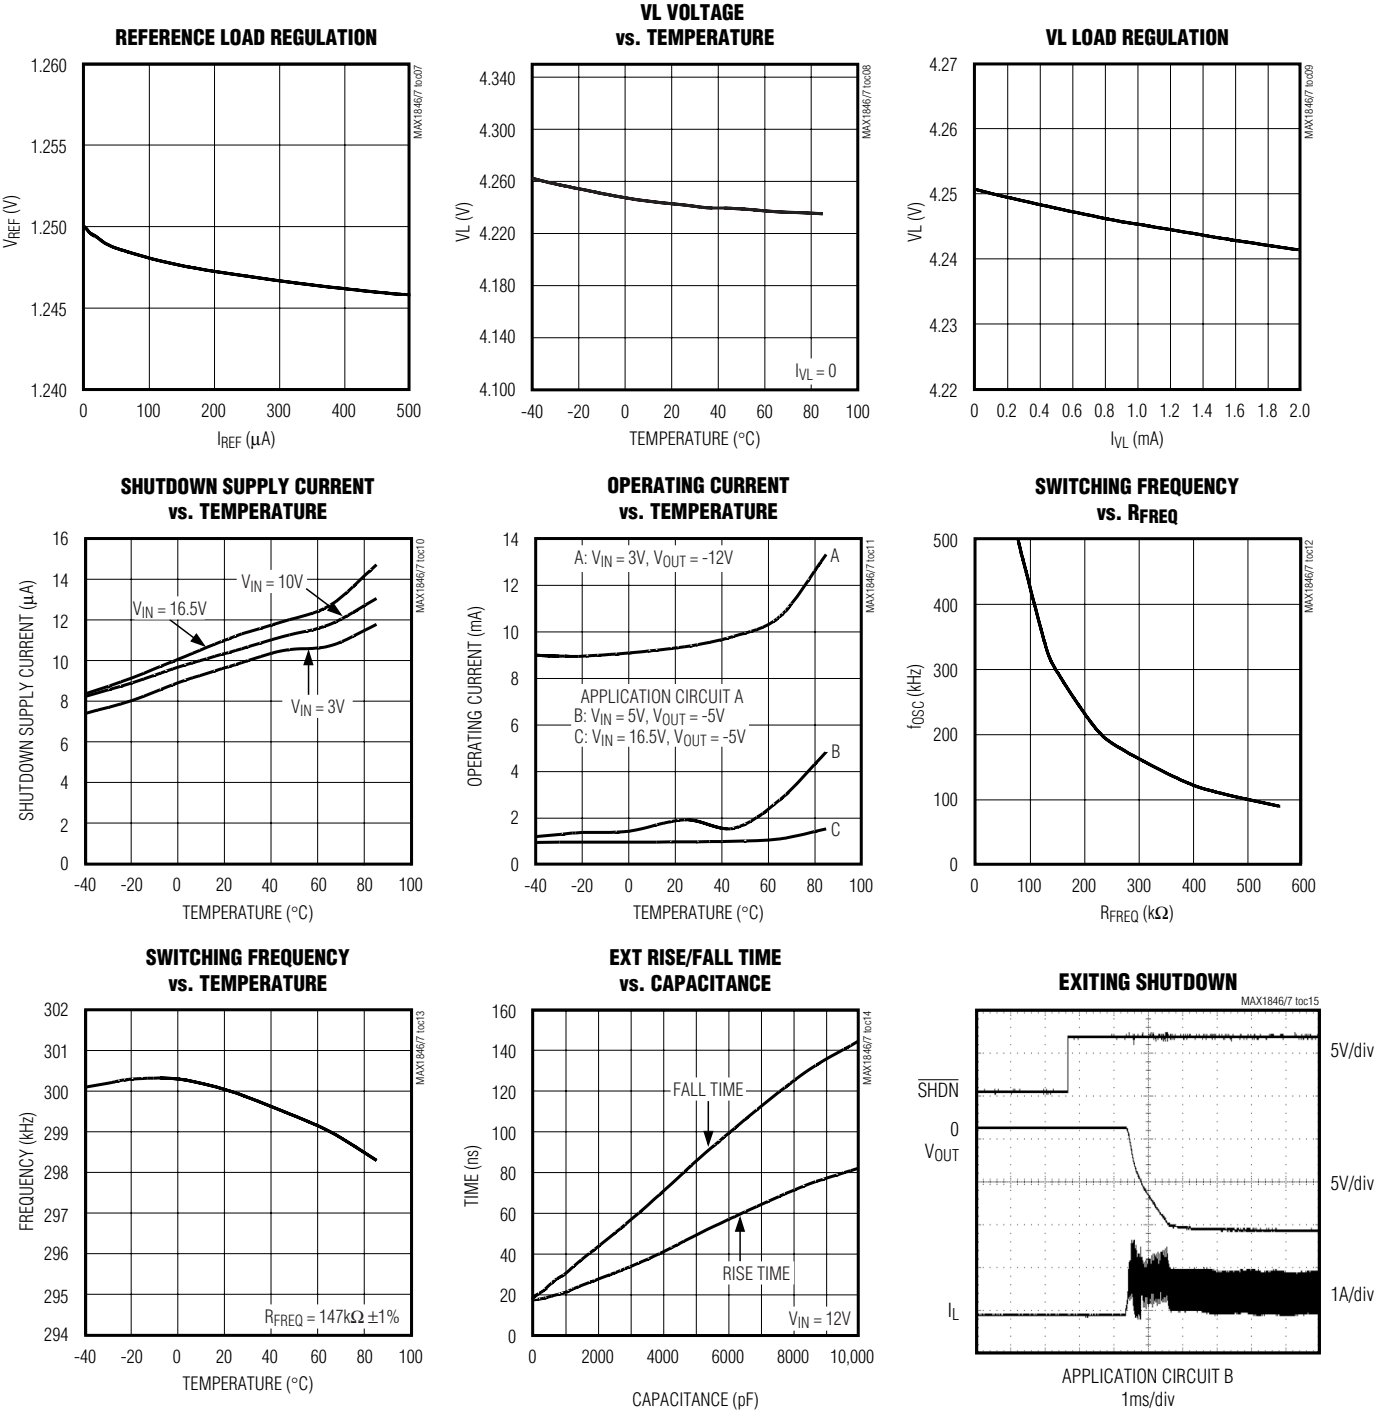 REFERENCE LOAD REGULATION
1.260
1.255
1.250
1.245
1.240
VREF (V)
0 100 200 300 400 500
IREF (µA)
MAX1846/7 toc07
VL VOLTAGE
vs. TEMPERATURE
4.340
4.300
4.260
4.220
4.180
4.140
4.100
VL (V)
IVL = 0
-40 -20 0 20 40 60 80 100
TEMPERATURE (°C)
MAX1846/7 toc08
VL LOAD REGULATION
4.27
4.26
4.25
4.24
4.23
4.22
VL (V)
0 0.2 0.4 0.6 0.8 1.0 1.2 1.4 1.6 1.8 2.0
IVL (mA)
MAX1846/7 toc09
SHUTDOWN SUPPLY CURRENT
vs. TEMPERATURE
16
14
12
10
8
6
4
2
0
SHUTDOWN SUPPLY CURRENT (µA)
VIN = 10V
VIN = 16.5V
VIN = 3V
-40 -20 0 20 40 60 80 100
TEMPERATURE (°C)
MAX1846/7 toc10
OPERATING CURRENT
vs. TEMPERATURE
14
12
10
8
6
4
2
0
OPERATING CURRENT (mA)
A: VIN = 3V, VOUT = -12V
A
APPLICATION CIRCUIT A
B: VIN = 5V, VOUT = -5V
C: VIN = 16.5V, VOUT = -5V
B
C
-40 -20 0 20 40 60 80 100
TEMPERATURE (°C)
MAX1846/7 toc11
SWITCHING FREQUENCY
vs. RFREQ
500
400
300
200
100
0
fOSC (kHz)
0 100 200 300 400 500 600
RFREQ (kΩ)
MAX1846/7 toc12
SWITCHING FREQUENCY
vs. TEMPERATURE
302
301
300
299
298
297
296
295
294
FREQUENCY (kHz)
RFREQ = 147kΩ ±1%
-40 -20 0 20 40 60 80 100
TEMPERATURE (°C)
MAX1846/7 toc13
EXT RISE/FALL TIME
vs. CAPACITANCE
160
140
120
100
80
60
40
20
0
TIME (ns)
FALL TIME
RISE TIME
VIN = 12V
0 2000 4000 6000 8000 10,000
CAPACITANCE (pF)
MAX1846/7 toc14
EXITING SHUTDOWN
MAX1846/7 toc15
5V/div
SHDN
0
VOUT
5V/div
1A/div
IL
APPLICATION CIRCUIT B
1ms/div